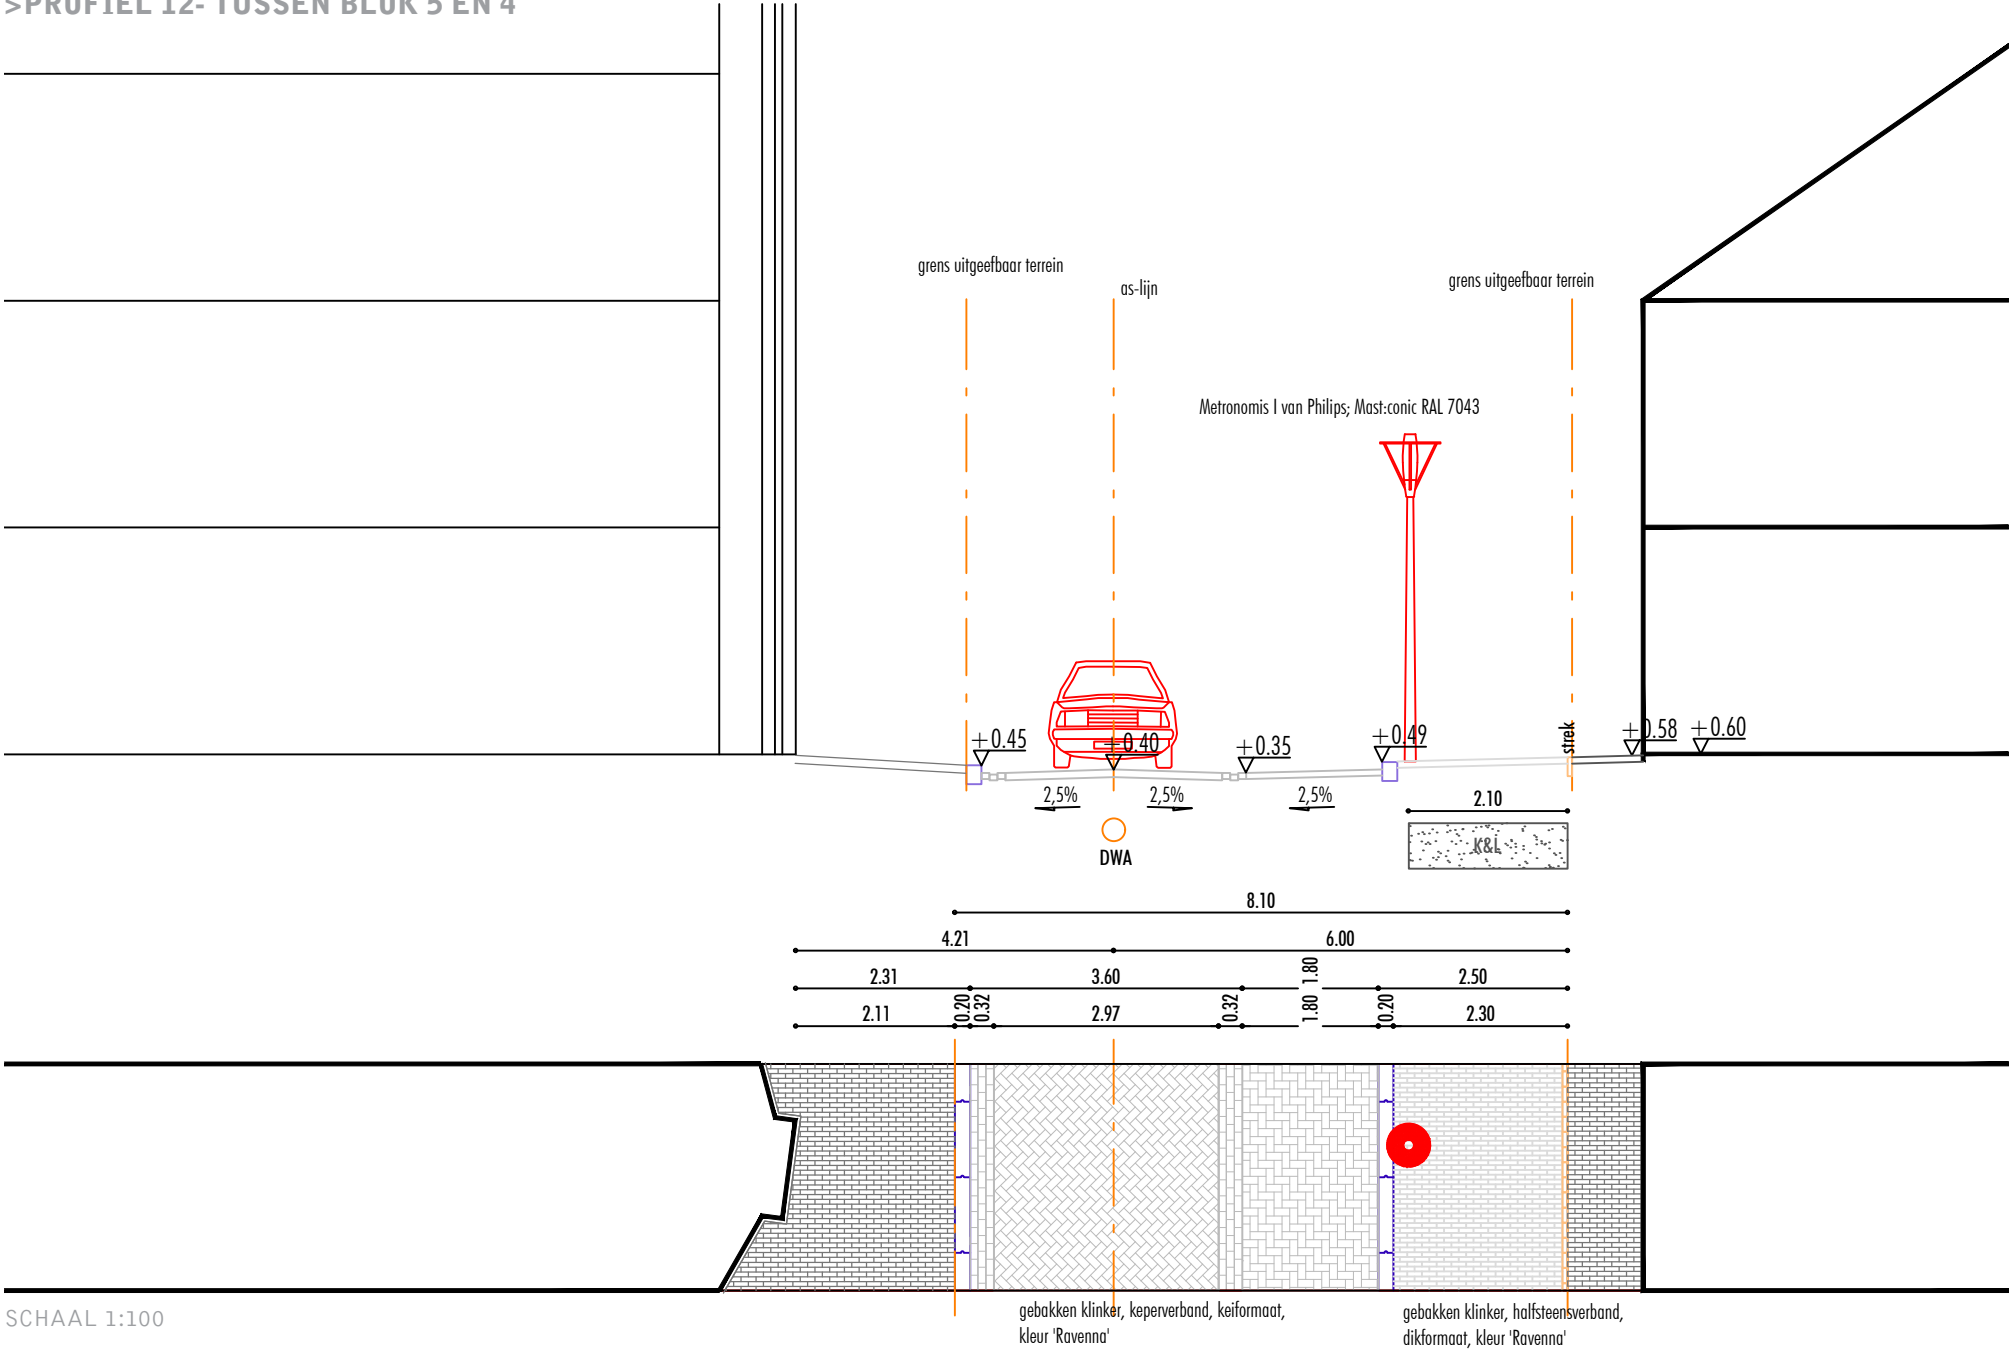 >PROFIEL 12- TUSSEN BLOK 5 EN 4
grens uitgeefbaar terrein
as-lijn
grens uitgeefbaar terrein
Metronomis I van Philips; Mast:conic RAL 7043
strek
+0.45
+0.40
+0.35
+0.49
+0.58
+0.60
2,5%
2,5%
2,5%
2.10
DWA
K&L
8.10
4.21
6.00
2.31
3.60
1.80
2.50
2.11
0.20
0.32
2.97
0.32
1.80
0.20
2.30
gebakken klinker, keperverband, keiformaat,
kleur 'Ravenna'
gebakken klinker, halfsteensverband,
dikformaat, kleur 'Ravenna'
SCHAAL 1:100